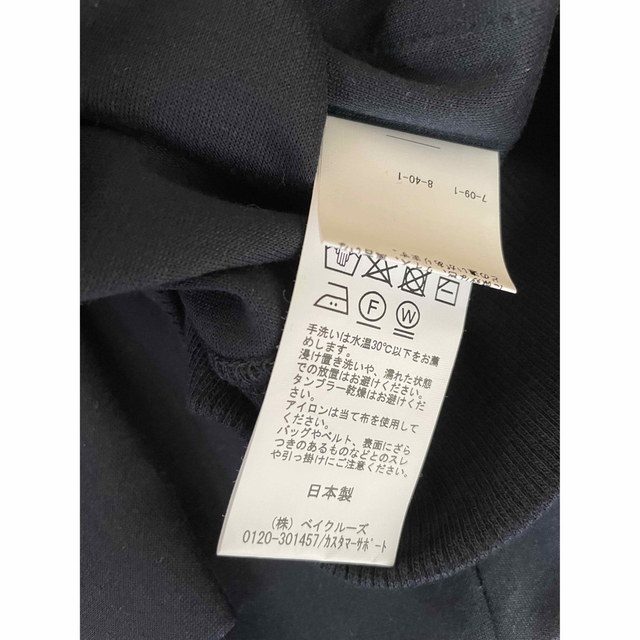 7-09-1
8-40-1
F
W
手洗いは水温30℃以下をお薦
めします。
浸け置き洗いや、濡れた状態
での放置はお避けください。
タンブラー乾燥はお避けくだ
さい。
アイロンは当て布を使用して
ください。
バッグやベルト、表面にざら
つきのあるものなどとのスレ
や引っ掛けにご注意ください。
日本製
(株) ベイクルーズ
0120-301457/ｶｽﾀﾏｰｻﾎﾟｰﾄ